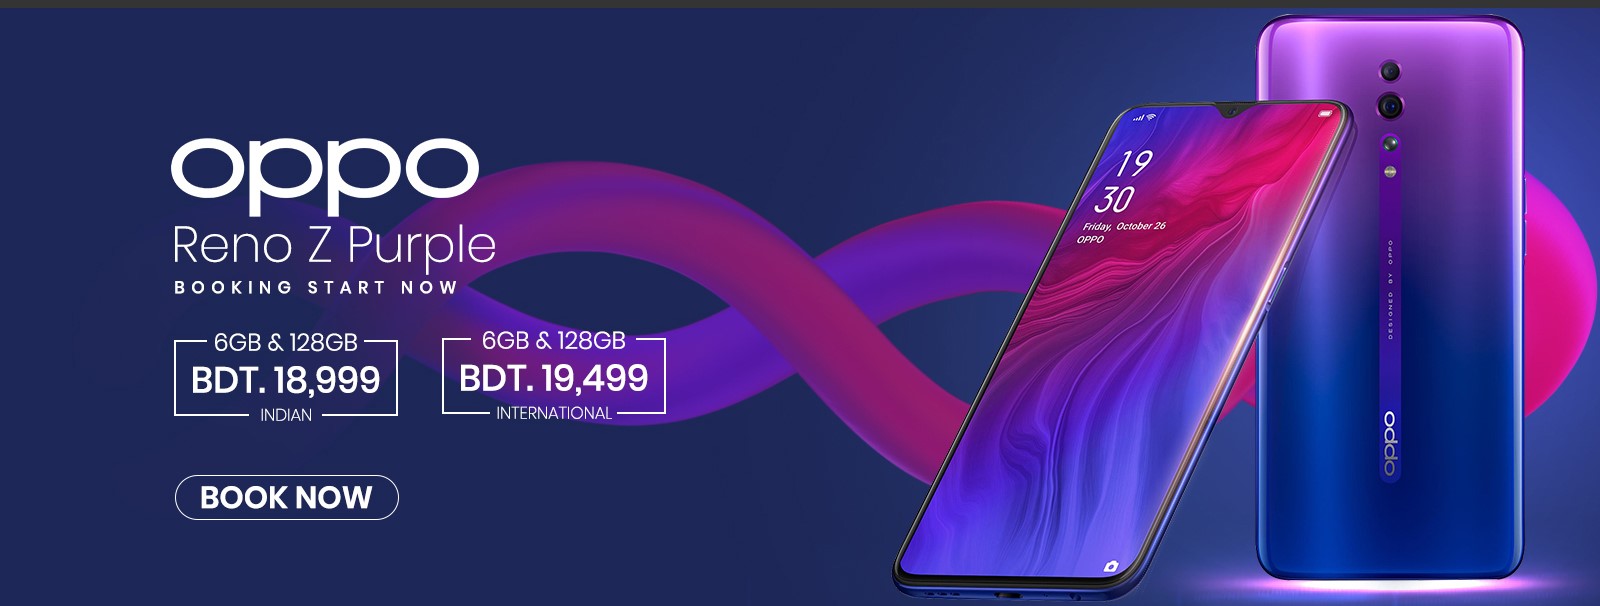 oppo
Reno Z Purple
BOOKING START NOW
6GB & 128GB
BDT. 18,999
INDIAN
6GB & 128GB
BDT. 19,499
INTERNATIONAL
BOOK NOW
19
30
Friday, October 26
OPPO
DESIGNED BY OPPO
oppo